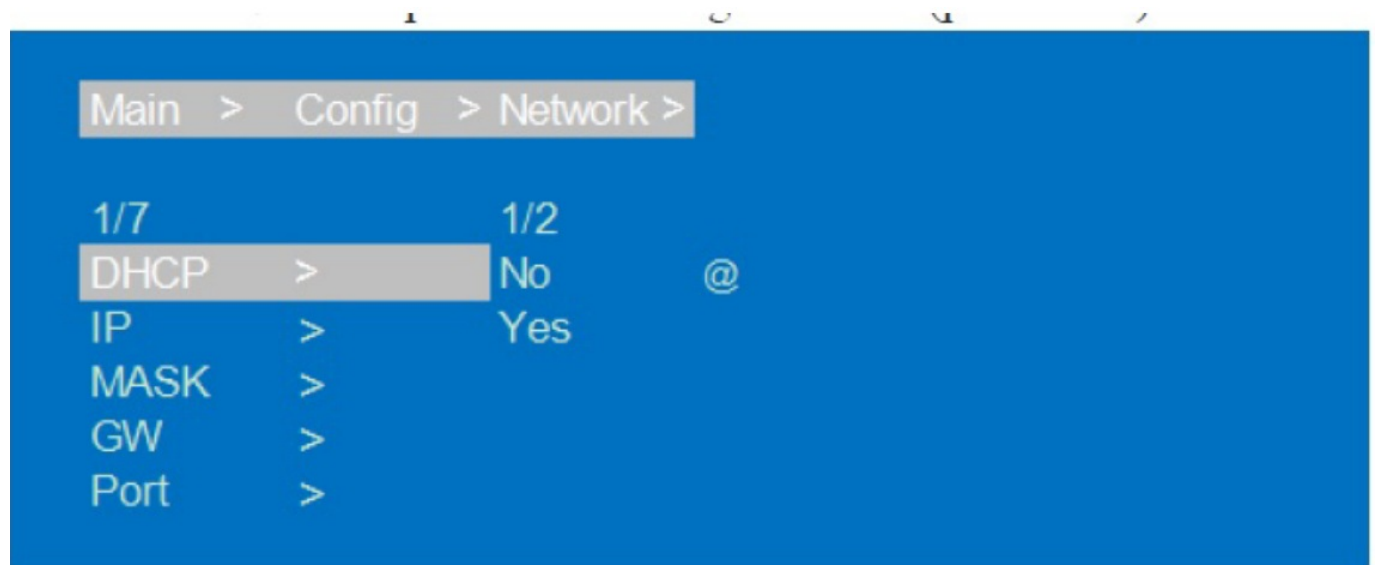 Main > Config > Network >
1/7 1/2
DHCP > No @
IP > Yes
MASK >
GW >
Port >